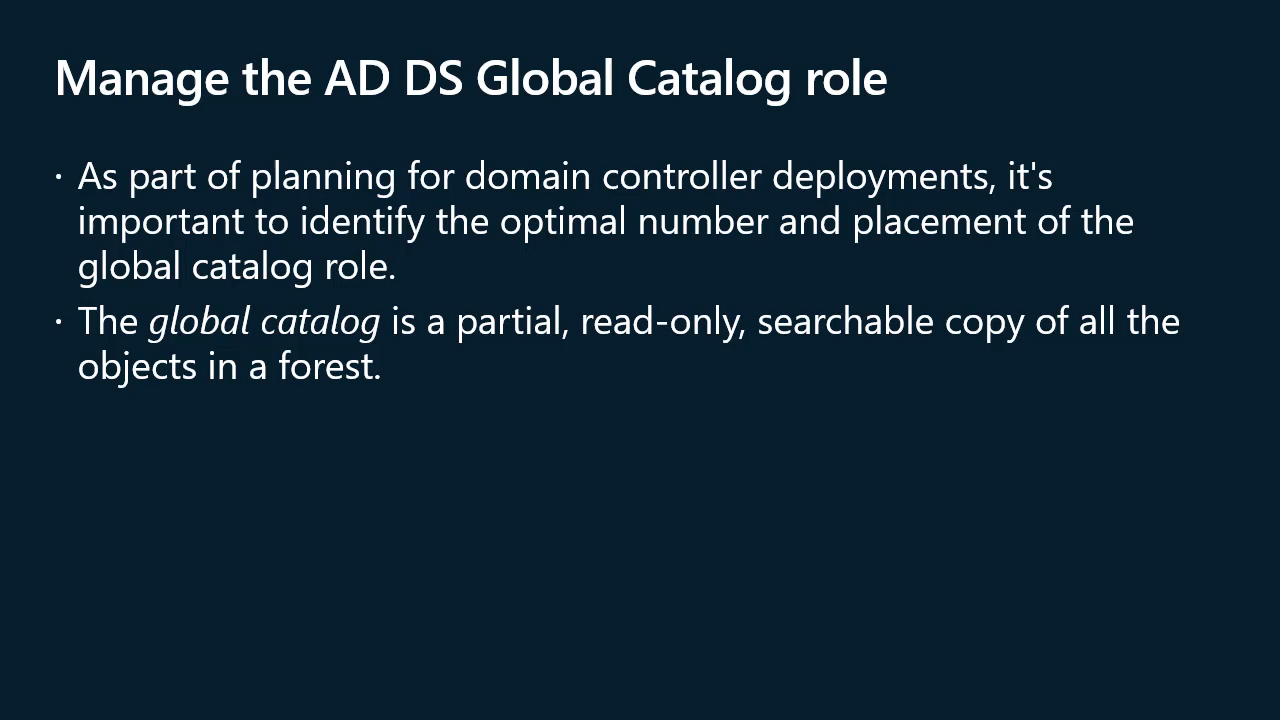 Manage the AD DS Global Catalog role
· As part of planning for domain controller deployments, it's
important to identify the optimal number and placement of the
global catalog role.
· The global catalog is a partial, read-only, searchable copy of all the
objects in a forest.